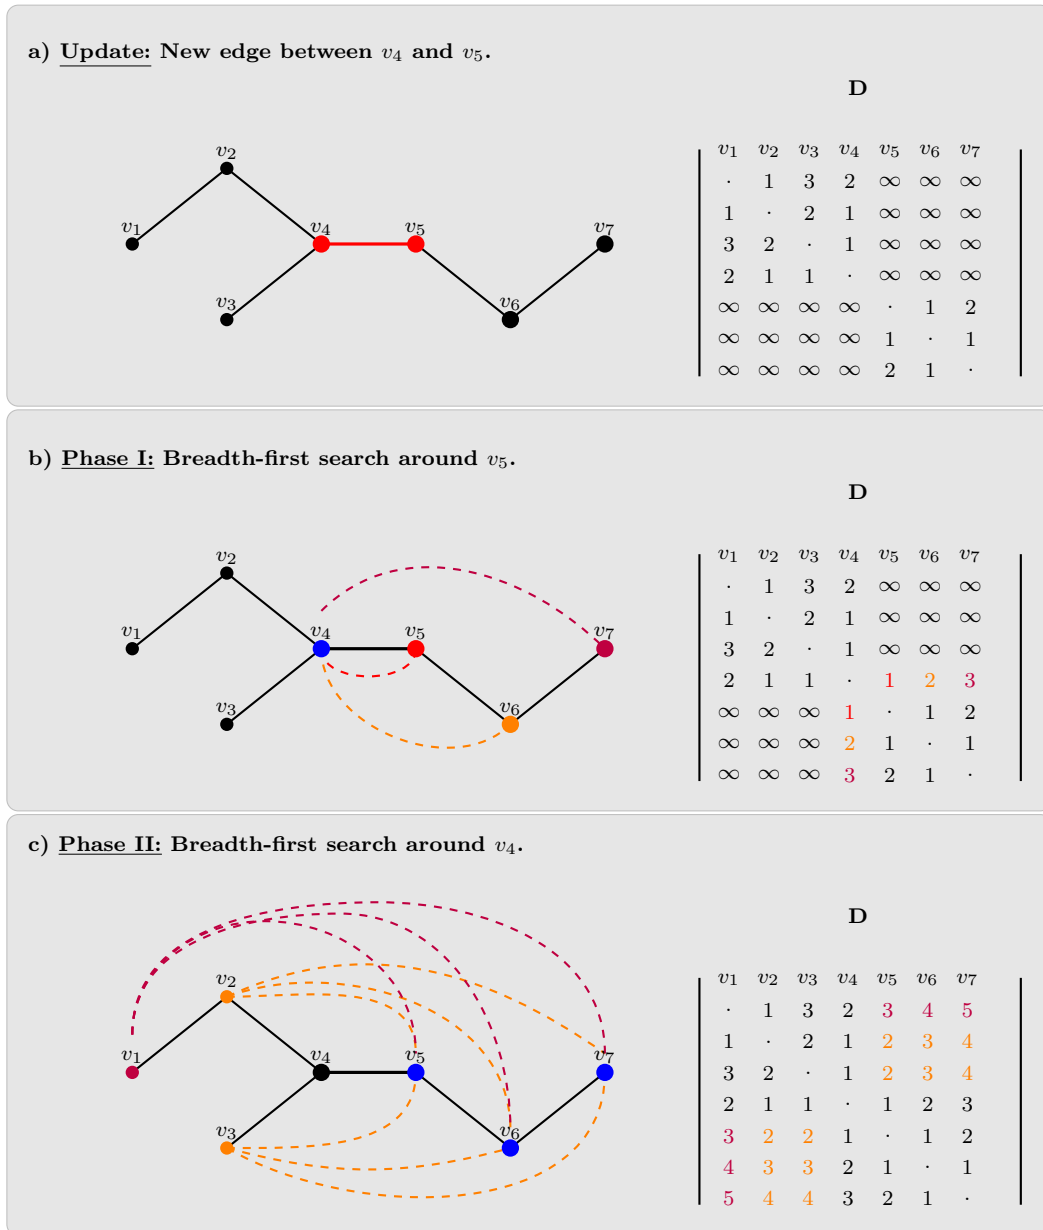 a) Update: New edge between v4 and v5.
D
v2
v1 v4 v5 v7
v3 v6
v1 v2 v3 v4 v5 v6 v7
· 1 3 2 ∞ ∞ ∞
1 · 2 1 ∞ ∞ ∞
3 2 · 1 ∞ ∞ ∞
2 1 1 · ∞ ∞ ∞
∞ ∞ ∞ ∞ · 1 2
∞ ∞ ∞ ∞ 1 · 1
∞ ∞ ∞ ∞ 2 1 ·
b) Phase I: Breadth-first search around v5.
D
v2
v1 v4 v5 v7
v3 v6
v1 v2 v3 v4 v5 v6 v7
· 1 3 2 ∞ ∞ ∞
1 · 2 1 ∞ ∞ ∞
3 2 · 1 ∞ ∞ ∞
2 1 1 · 1 2 3
∞ ∞ ∞ 1 · 1 2
∞ ∞ ∞ 2 1 · 1
∞ ∞ ∞ 3 2 1 ·
c) Phase II: Breadth-first search around v4.
D
v2
v1 v4 v5 v7
v3 v6
v1 v2 v3 v4 v5 v6 v7
· 1 3 2 3 4 5
1 · 2 1 2 3 4
3 2 · 1 2 3 4
2 1 1 · 1 2 3
3 2 2 1 · 1 2
4 3 3 2 1 · 1
5 4 4 3 2 1 ·